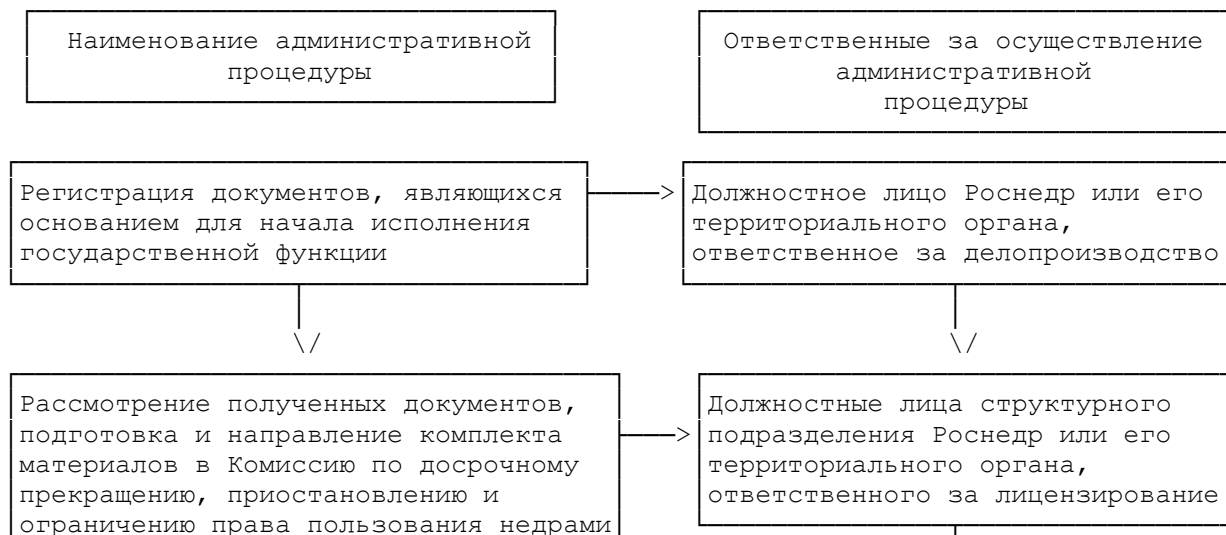 Наименование административной
процедуры
Ответственные за осуществление
административной
процедуры
Регистрация документов, являющихся
основанием для начала исполнения
государственной функции
Должностное лицо Роснедр или его
территориального органа,
ответственное за делопроизводство
Рассмотрение полученных документов,
подготовка и направление комплекта
материалов в Комиссию по досрочному
прекращению, приостановлению и
ограничению права пользования недрами
Должностные лица структурного
подразделения Роснедр или его
территориального органа,
ответственного за лицензирование